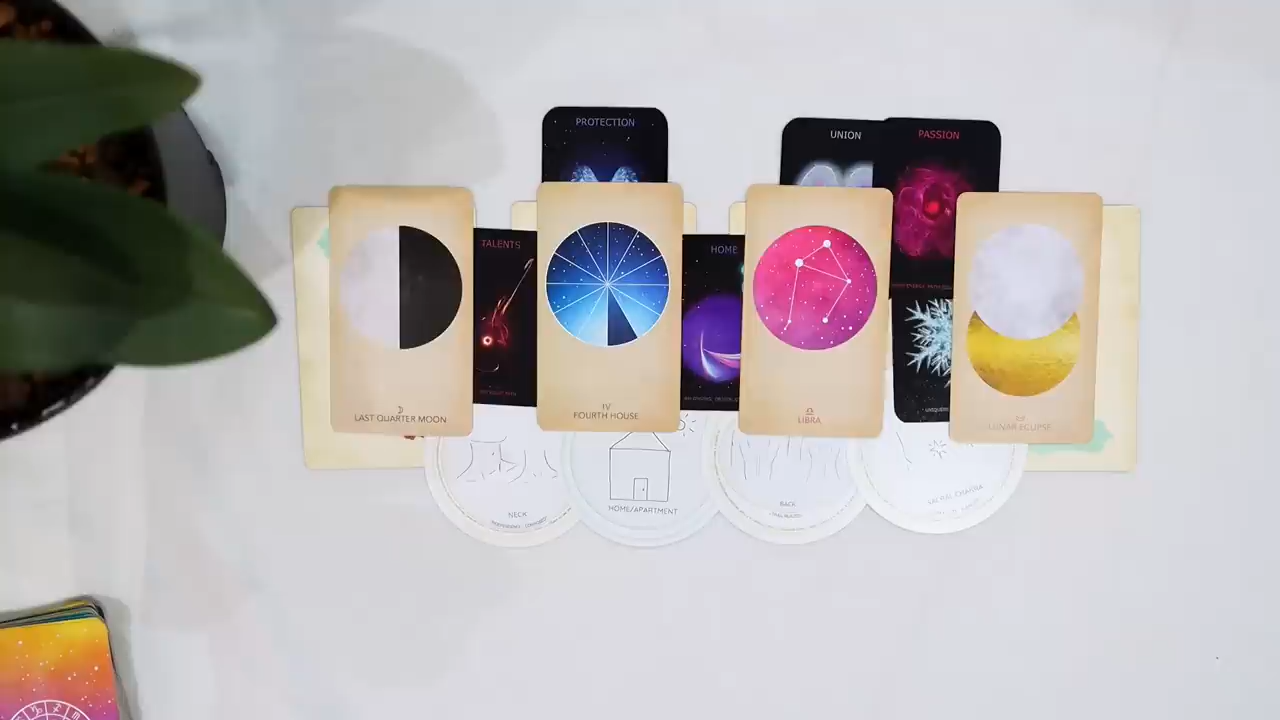 PROTECTION
UNION
PASSION
TALENTS
HOME
LAST QUARTER MOON
IV
FOURTH HOUSE
LIBRA
LUNAR ECLIPSE
NECK
HOME/APARTMENT
BACK
SACRAL CHAKRA